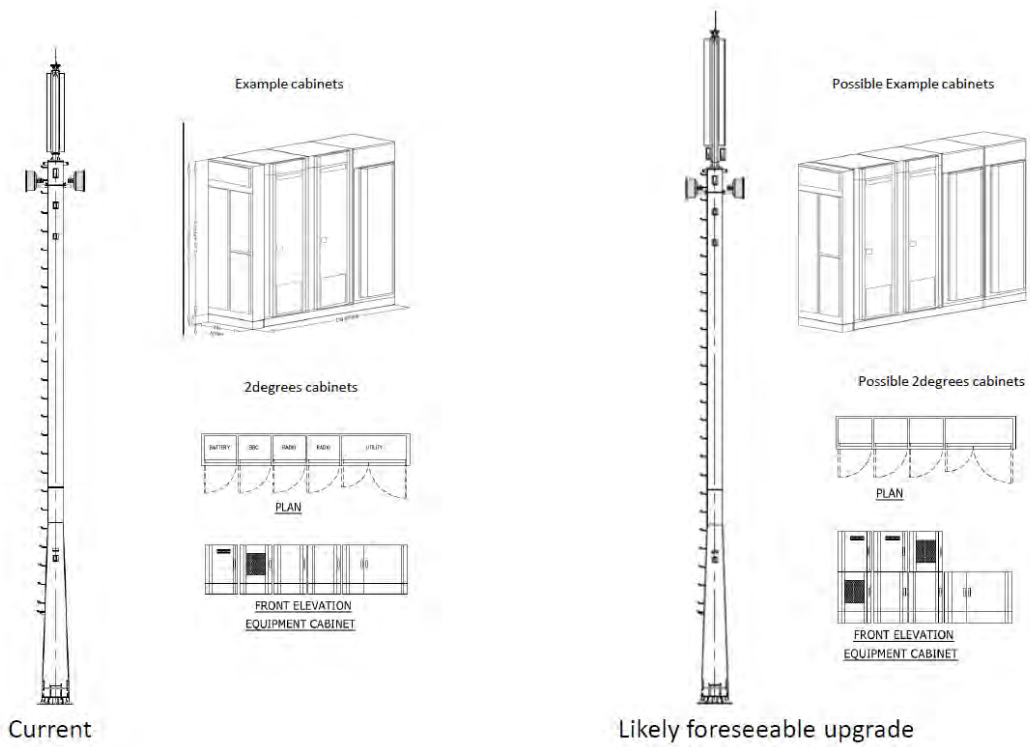 Example cabinets
Possible Example cabinets
2degrees cabinets
Possible 2degrees cabinets
BATTERY BBC RADIO RADIO UTILITY
PLAN
PLAN
FRONT ELEVATION
EQUIPMENT CABINET
FRONT ELEVATION
EQUIPMENT CABINET
Current
Likely foreseeable upgrade